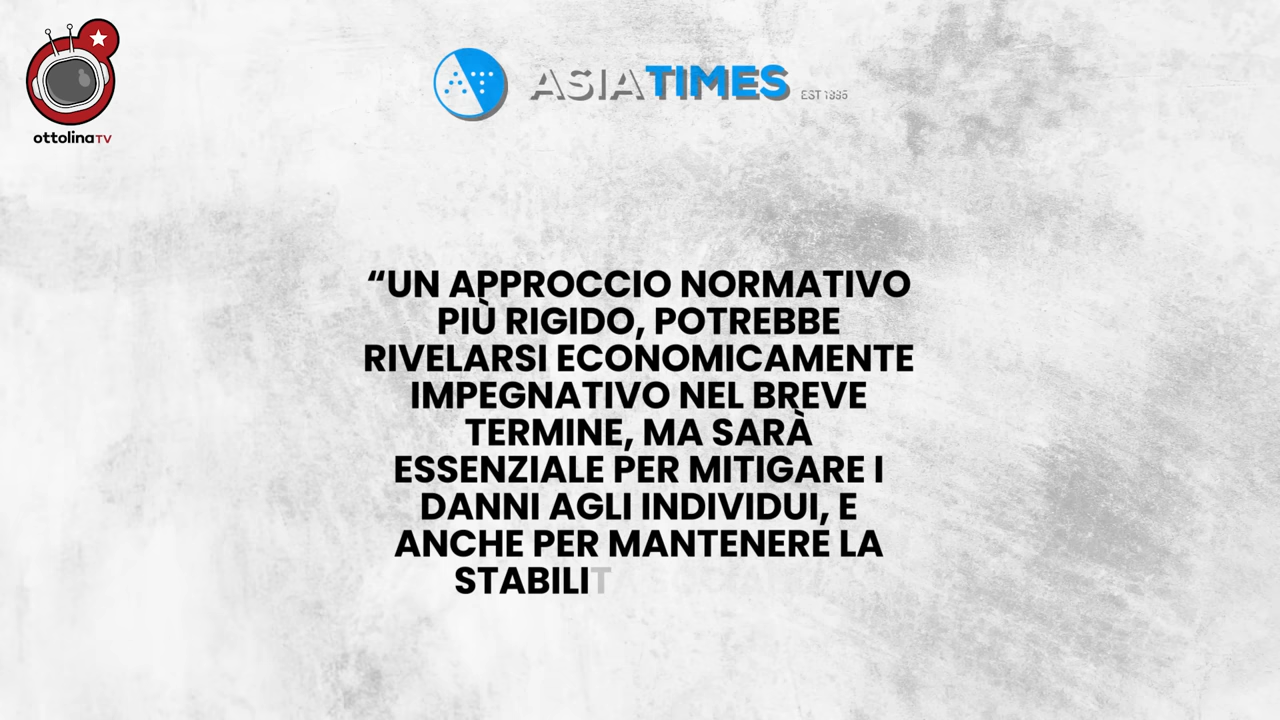 ottolinaTV
ASIATIMES
EST 1995
“UN APPROCCIO NORMATIVO
PIÙ RIGIDO, POTREBBE
RIVELARSI ECONOMICAMENTE
IMPEGNATIVO NEL BREVE
TERMINE, MA SARÀ
ESSENZIALE PER MITIGARE I
DANNI AGLI INDIVIDUI, E
ANCHE PER MANTENERE LA
STABILIT